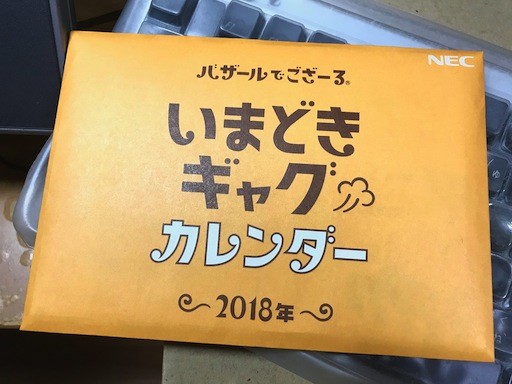 NEC
バザールでござーる®
いまどき
ギャグ
カレンダー
～2018年～